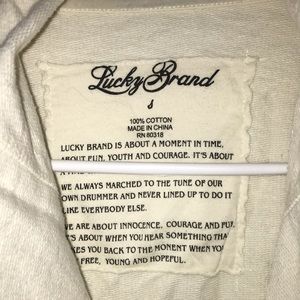 Lucky Brand
S
100% COTTON
MADE IN CHINA
RN 80318
LUCKY BRAND IS ABOUT A MOMENT IN TIME,
ABOUT FUN, YOUTH AND COURAGE. IT'S ABOUT
A
WE ALWAYS MARCHED TO THE TUNE OF OUR
OWN DRUMMER AND NEVER LINED UP TO DO IT
LIKE EVERYBODY ELSE.
WE ARE ABOUT INNOCENCE, COURAGE AND FUN.
IT'S ABOUT WHEN YOU HEAR SOMETHING THA
YOU BACK TO THE MOMENT WHEN YOU
FREE, YOUNG AND HOPEFUL.